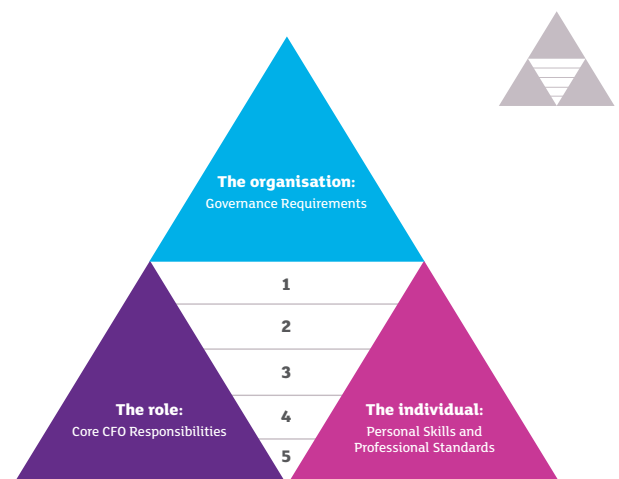 The organisation:
Governance Requirements
1
2
3
4
5
The role:
Core CFO Responsibilities
The individual:
Personal Skills and
Professional Standards